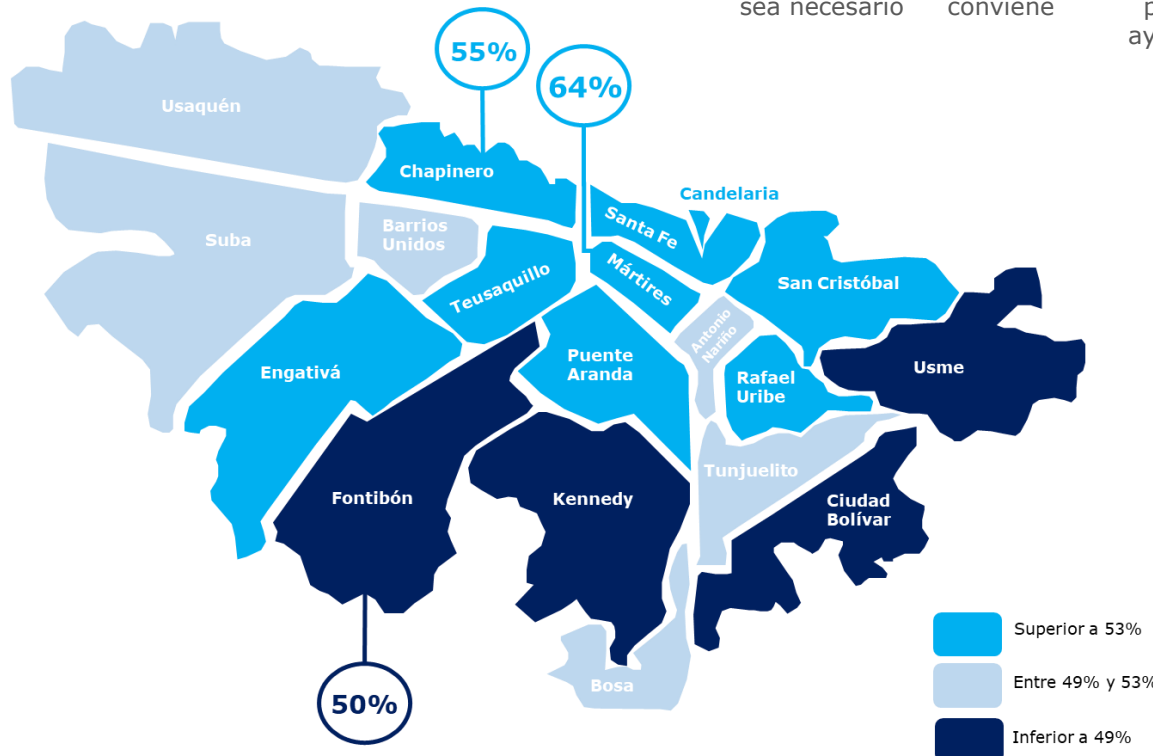 sea necesario
conviene
p
ay
55%
64%
Usaquén
Chapinero
Candelaria
Santa Fe
Barrios
Unidos
Suba
Mártires
Teusaquillo
San Cristóbal
Antonio
Nariño
Puente
Aranda
Engativá
Rafael
Uribe
Usme
Tunjuelito
Fontibón
Kennedy
Ciudad
Bolívar
Bosa
50%
Superior a 53%
Entre 49% y 53%
Inferior a 49%